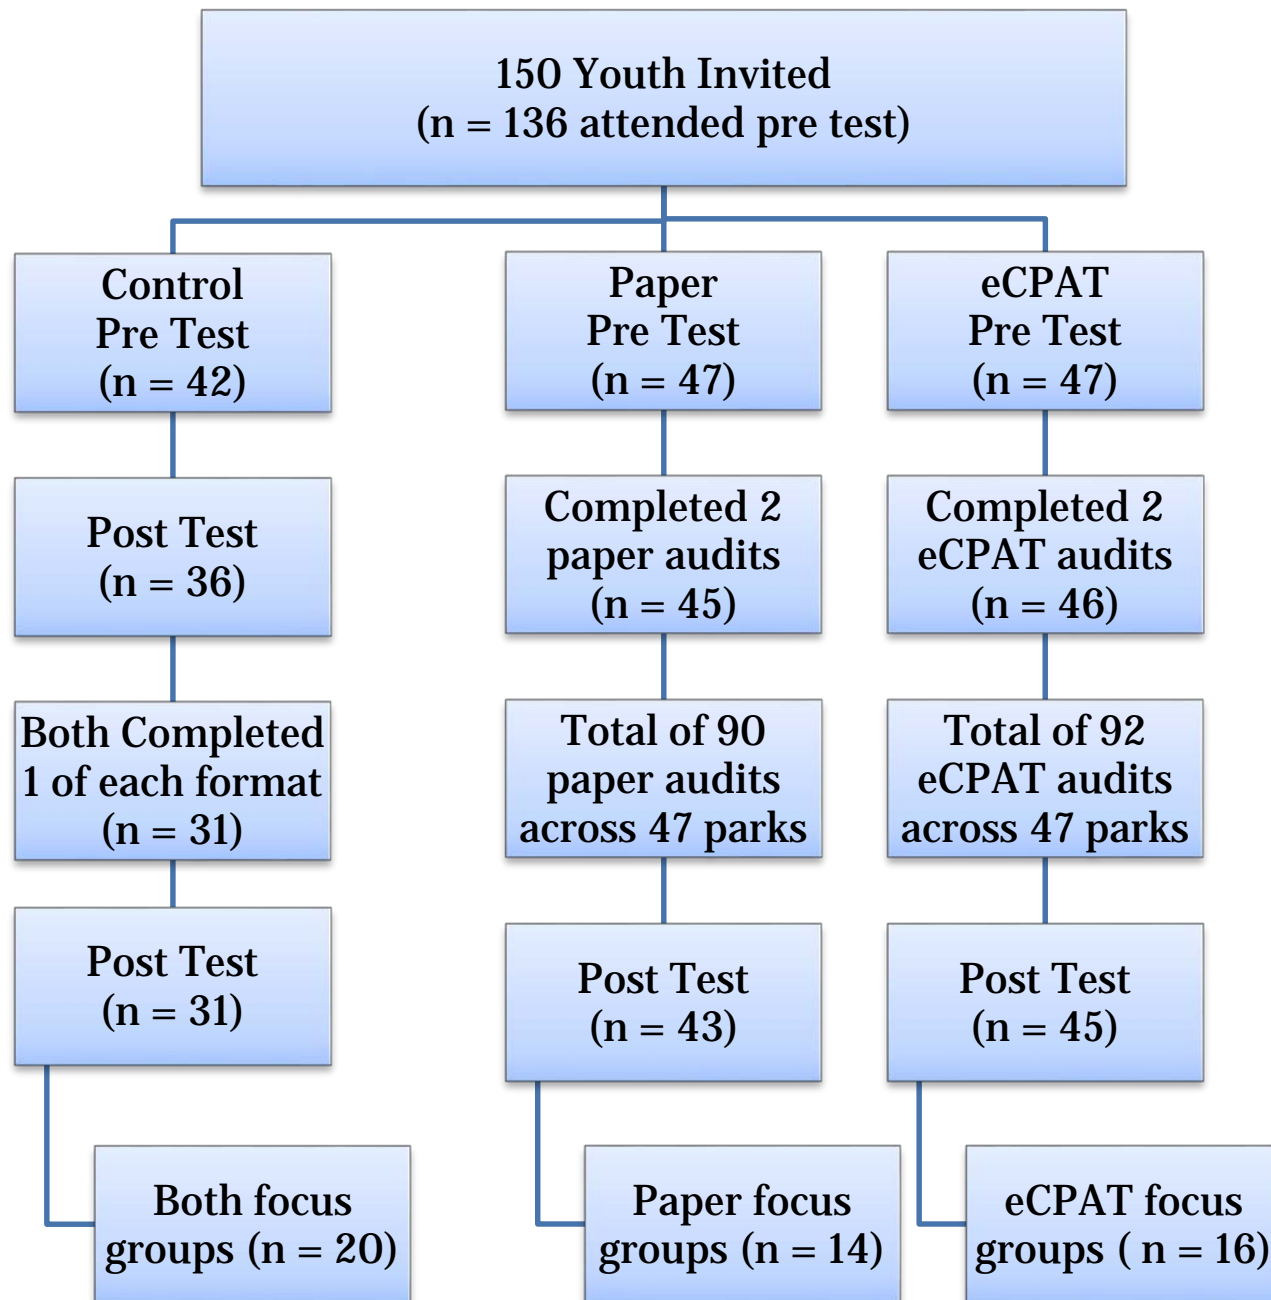 150 Youth Invited
(n = 136 attended pre test)
Control
Pre Test
(n = 42)
Paper
Pre Test
(n = 47)
eCPAT
Pre Test
(n = 47)
Post Test
(n = 36)
Completed 2
paper audits
(n = 45)
Completed 2
eCPAT audits
(n = 46)
Both Completed
1 of each format
(n = 31)
Total of 90
paper audits
across 47 parks
Total of 92
eCPAT audits
across 47 parks
Post Test
(n = 31)
Post Test
(n = 43)
Post Test
(n = 45)
Both focus
groups (n = 20)
Paper focus
groups (n = 14)
eCPAT focus
groups ( n = 16)